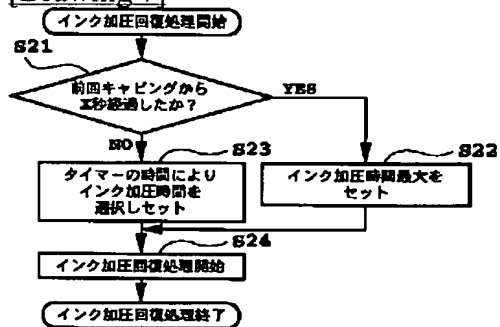 インク加圧回復処理開始
S21
前回キャピングから
X秒経過したか？
YES
NO
S23
タイマーの時間により
インク加圧時間を
選択しセット
S22
インク加圧時間最大を
セット
S24
インク加圧回復処理開始
インク加圧回復処理終了